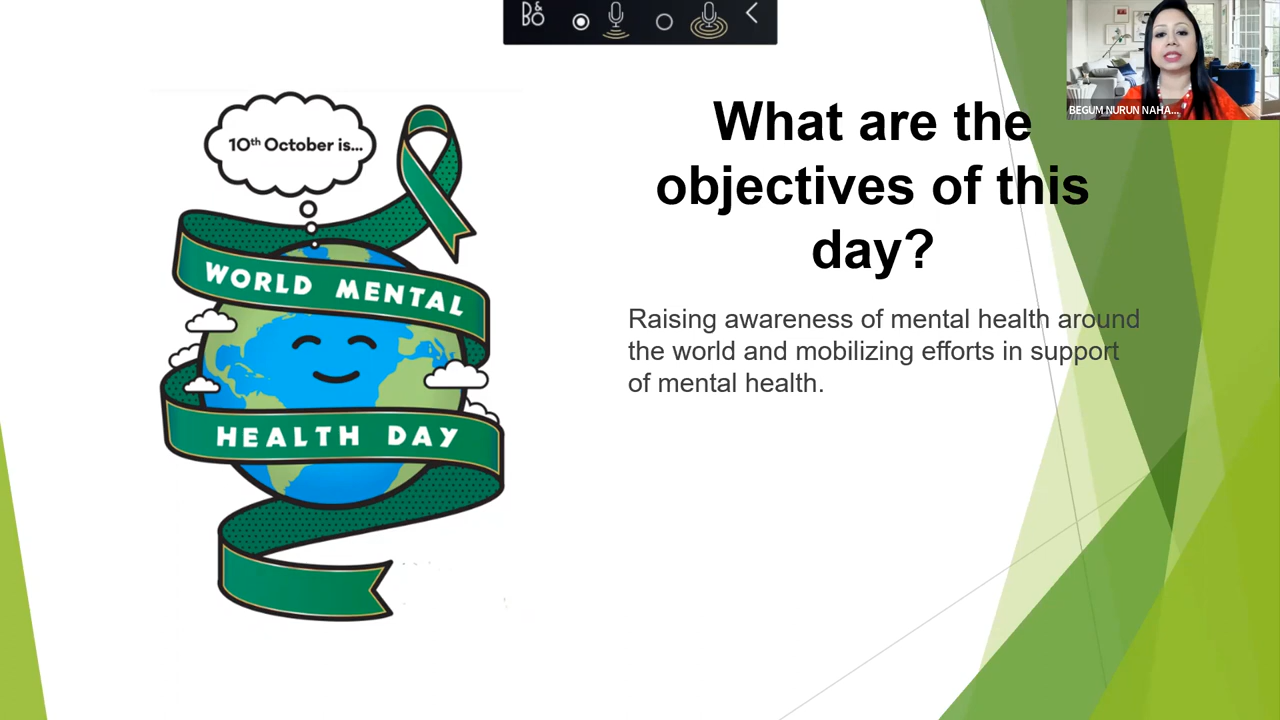 B&O
BEGUM NURUN NAHA...
What are the
objectives of this
day?
Raising awareness of mental health around
the world and mobilizing efforts in support
of mental health.
10th October is...
WORLD MENTAL
HEALTH DAY